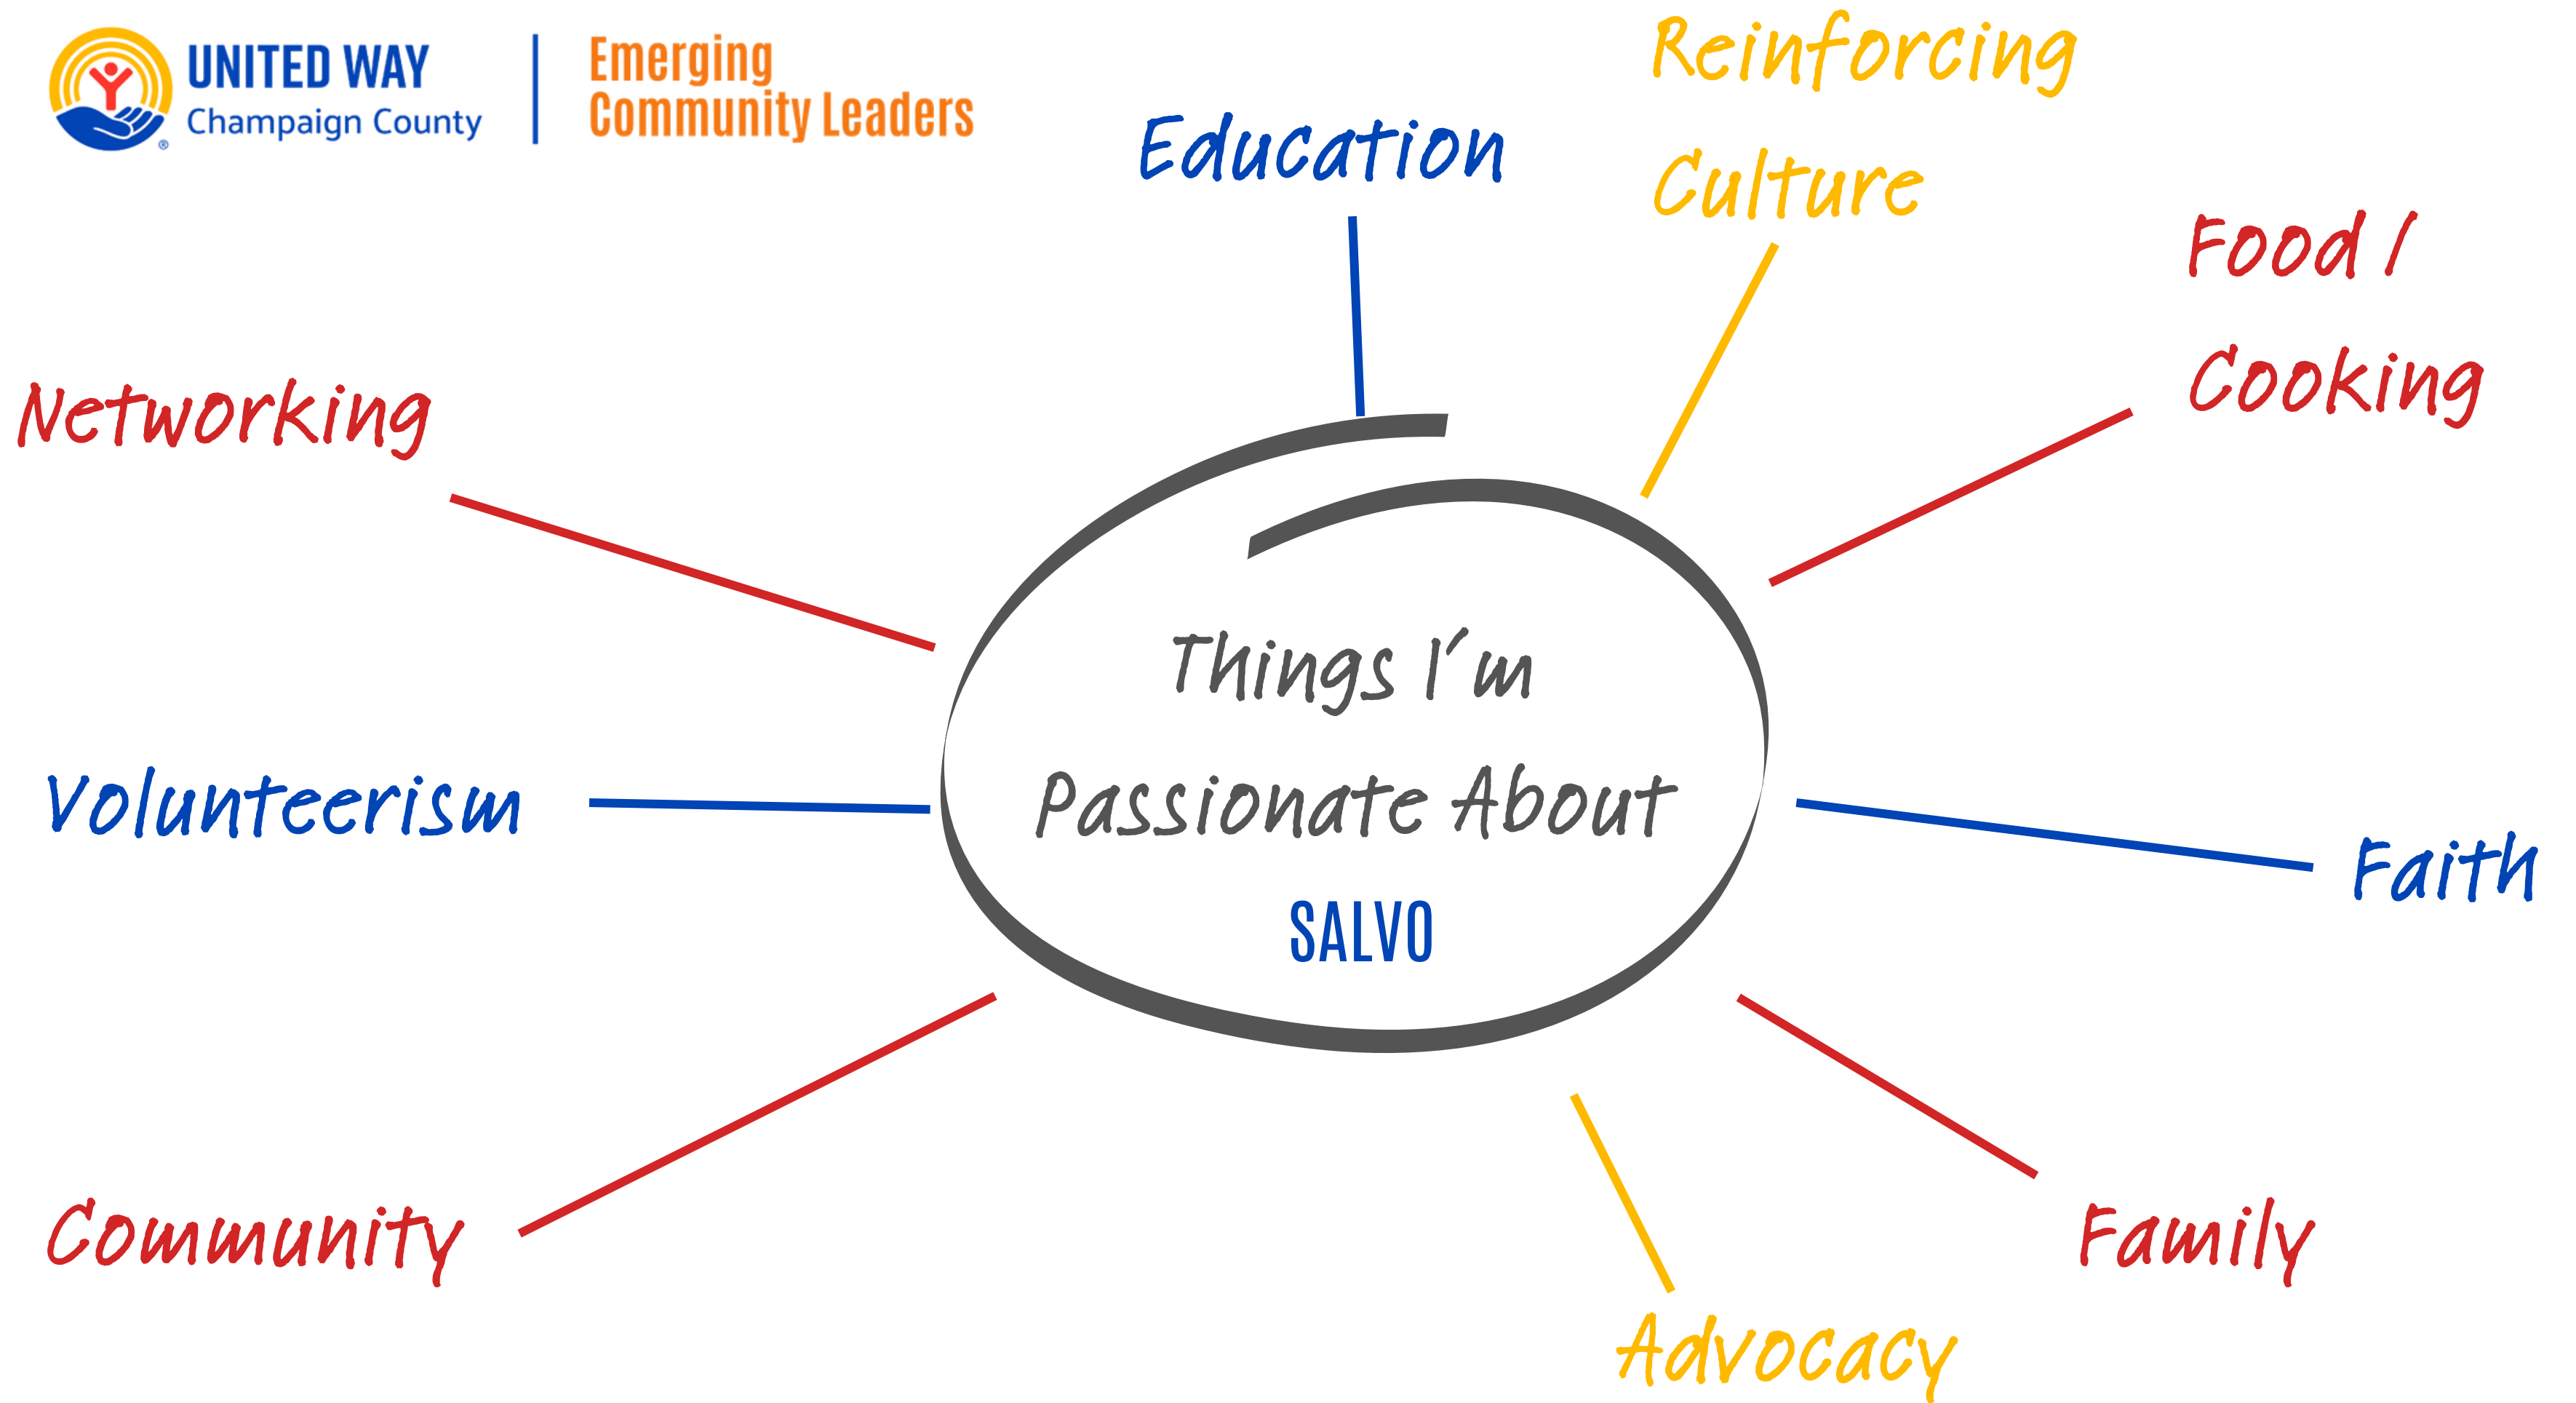 UNITED WAY
Champaign County
®
Emerging
Community Leaders
Education
Reinforcing
Culture
Food /
Cooking
Networking
Things I'm
Passionate About
SALVO
Volunteerism
Faith
Community
Family
Advocacy